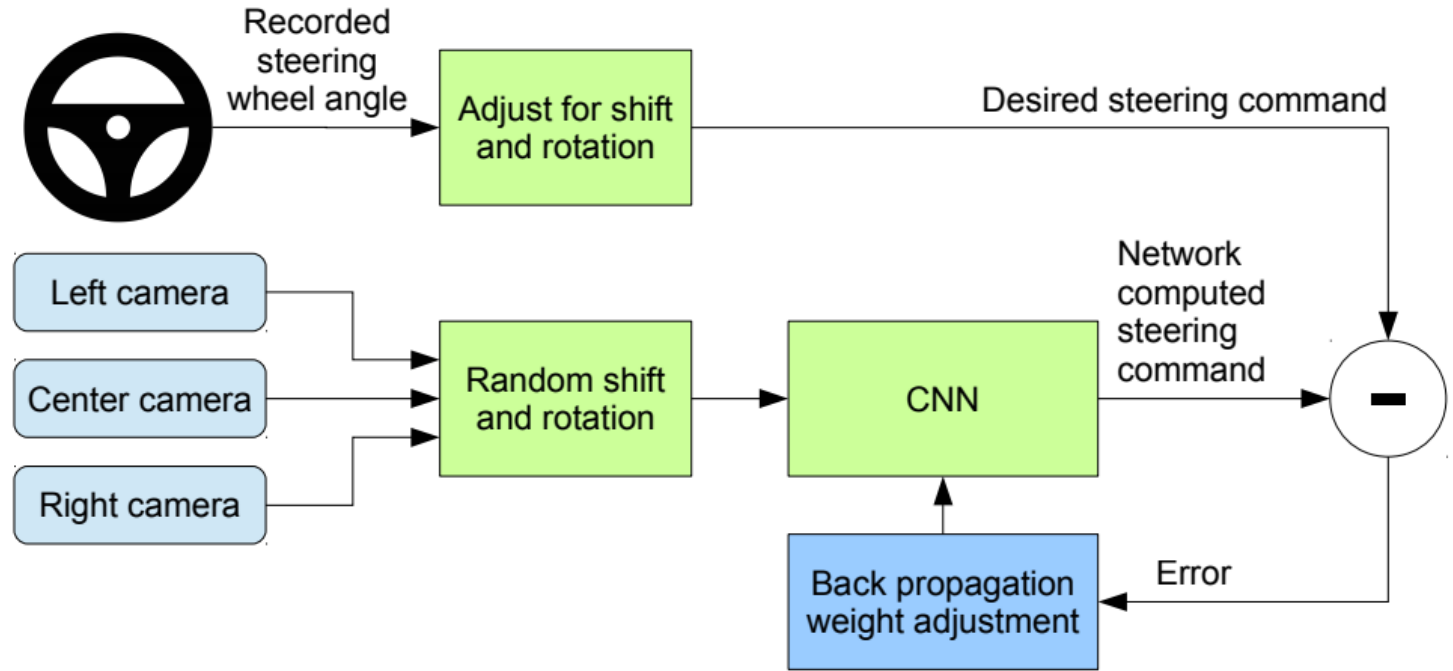 Recorded
steering
wheel angle
Adjust for shift
and rotation
Desired steering command
Left camera
Center camera
Right camera
Random shift
and rotation
CNN
Network
computed
steering
command
-
Back propagation
weight adjustment
Error